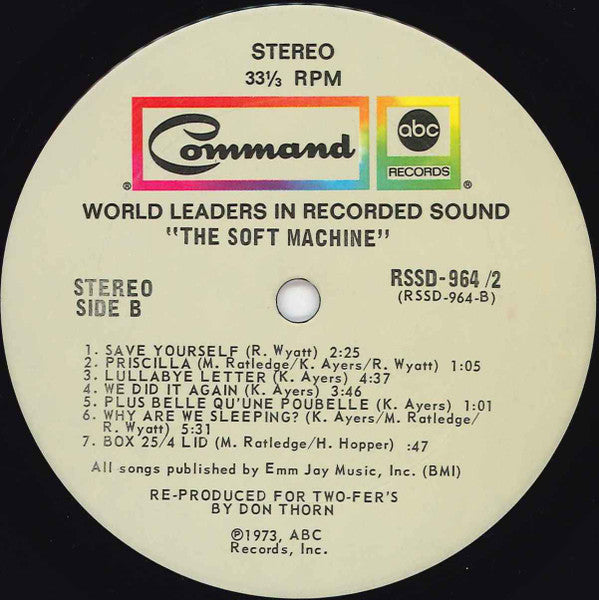 STEREO
33⅓ RPM
Command
abc
RECORDS
® ®
WORLD LEADERS IN RECORDED SOUND
"THE SOFT MACHINE"
STEREO
SIDE B
RSSD-964/2
(RSSD-964-B)
1. SAVE YOURSELF (R. Wyatt) 2:25
2. PRISCILLA (M. Ratledge/K. Ayers/R. Wyatt) 1:05
3. LULLABYE LETTER (K. Ayers) 4:37
4. WE DID IT AGAIN (K. Ayers) 3:46
5. PLUS BELLE QU'UNE POUBELLE (K. Ayers) 1:01
6. WHY ARE WE SLEEPING? (K. Ayers/M. Ratledge/
R. Wyatt) 5:31
7. BOX 25/4 LID (M. Ratledge/H. Hopper) :47
All songs published by Emm Jay Music, Inc. (BMI)
RE-PRODUCED FOR TWO-FER'S
BY DON THORN
℗1973, ABC
Records, Inc.